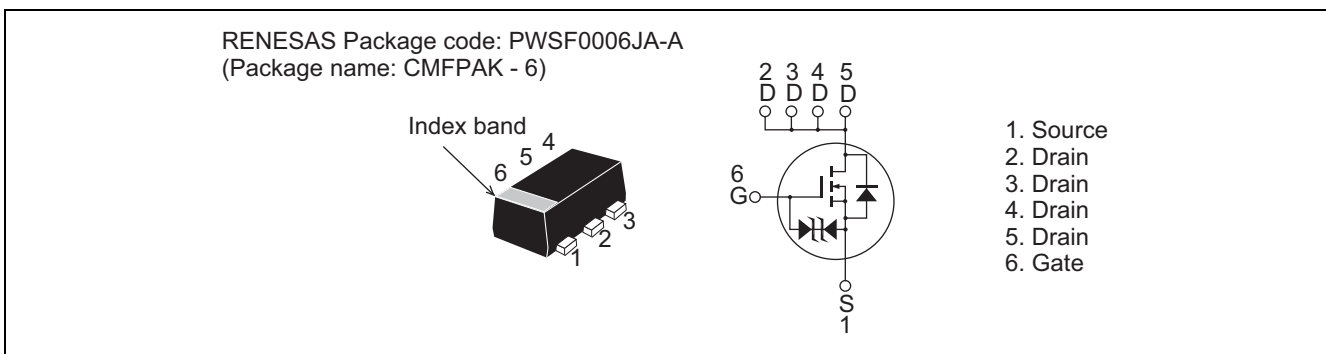 RENESAS Package code: PWSF0006JA-A
(Package name: CMFPAK - 6)
Index band
6 5 4
1 2 3
2 3 4 5
D D D D
6
G
S
1
1. Source
2. Drain
3. Drain
4. Drain
5. Drain
6. Gate